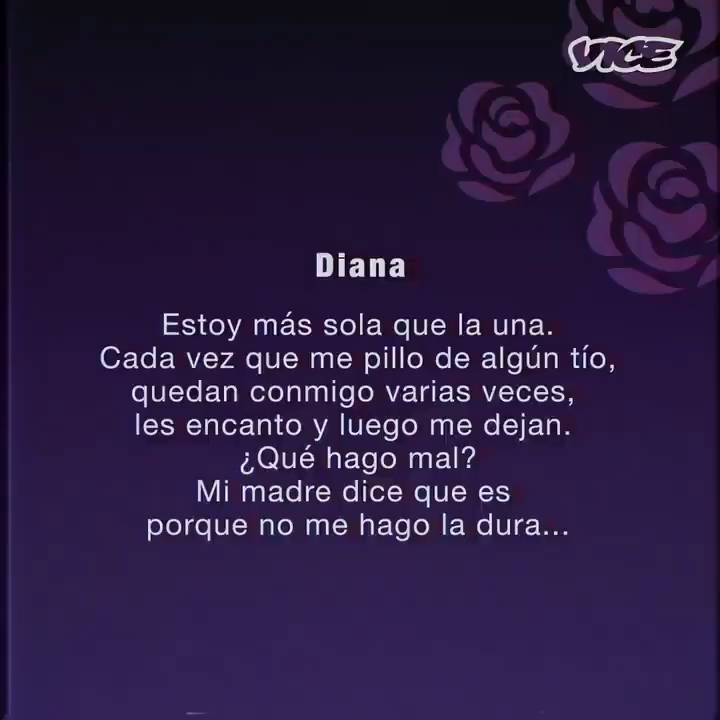 VICE
Diana
Estoy más sola que la una.
Cada vez que me pillo de algún tío,
quedan conmigo varias veces,
les encanto y luego me dejan.
¿Qué hago mal?
Mi madre dice que es
porque no me hago la dura...